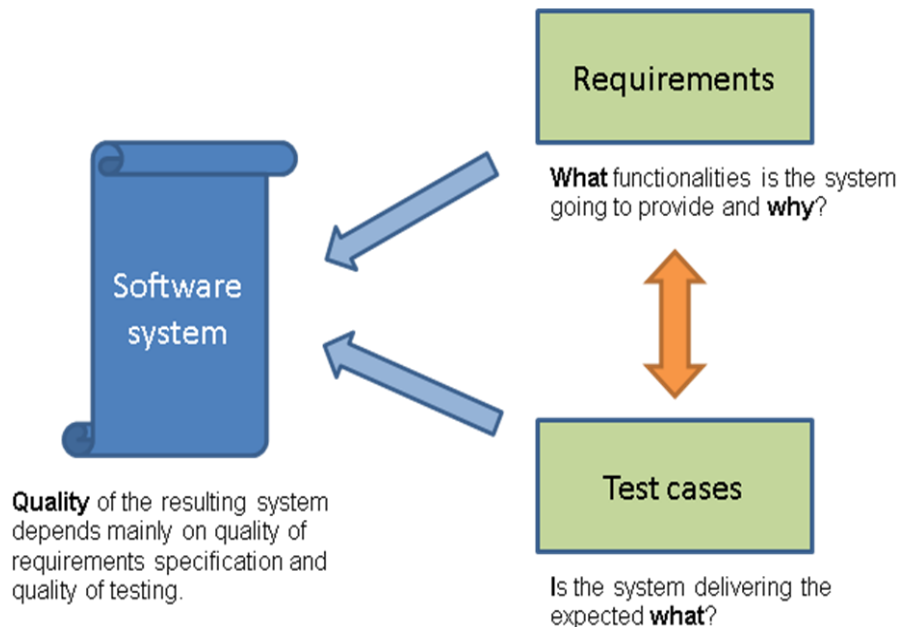 Requirements
What functionalities is the system
going to provide and why?
Software
system
Test cases
Quality of the resulting system
depends mainly on quality of
requirements specification and
quality of testing.
Is the system delivering the
expected what?